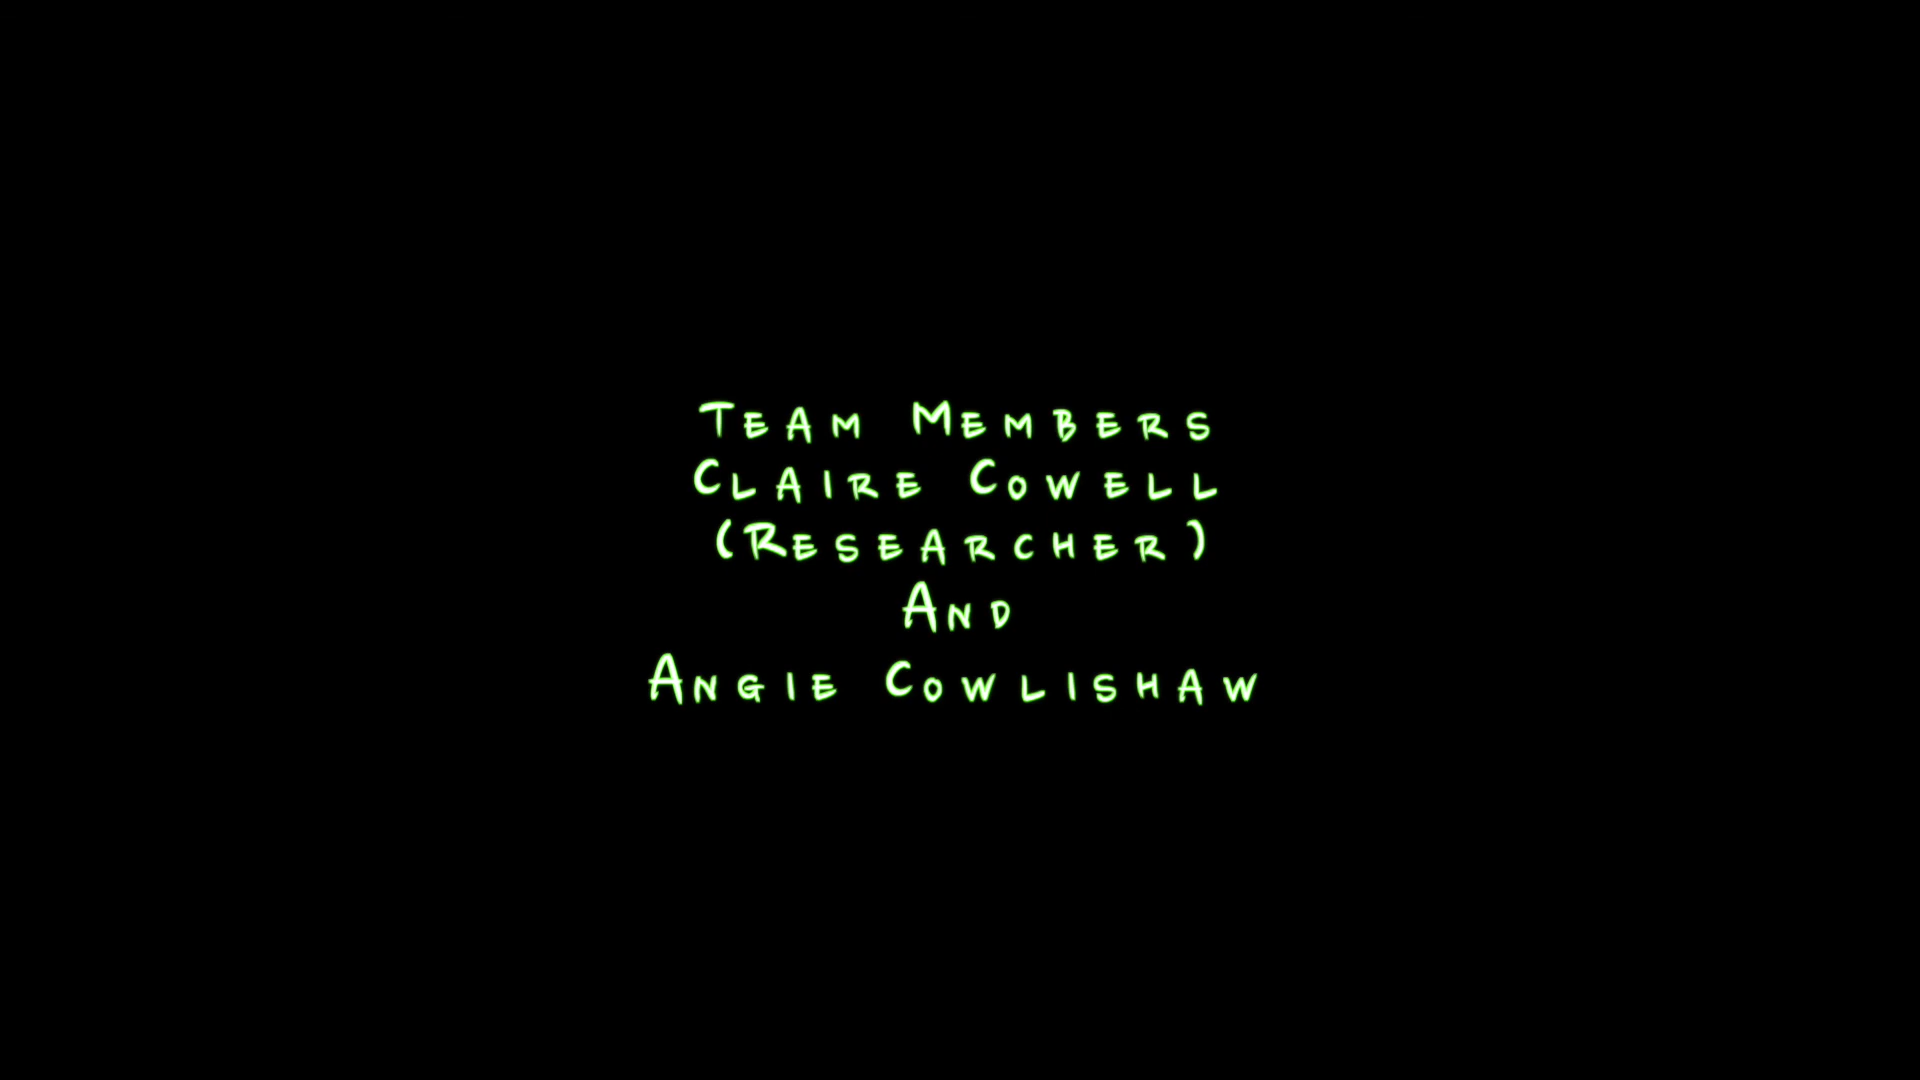 Team Members
Claire Cowell
(Researcher)
And
Angie Cowlishaw